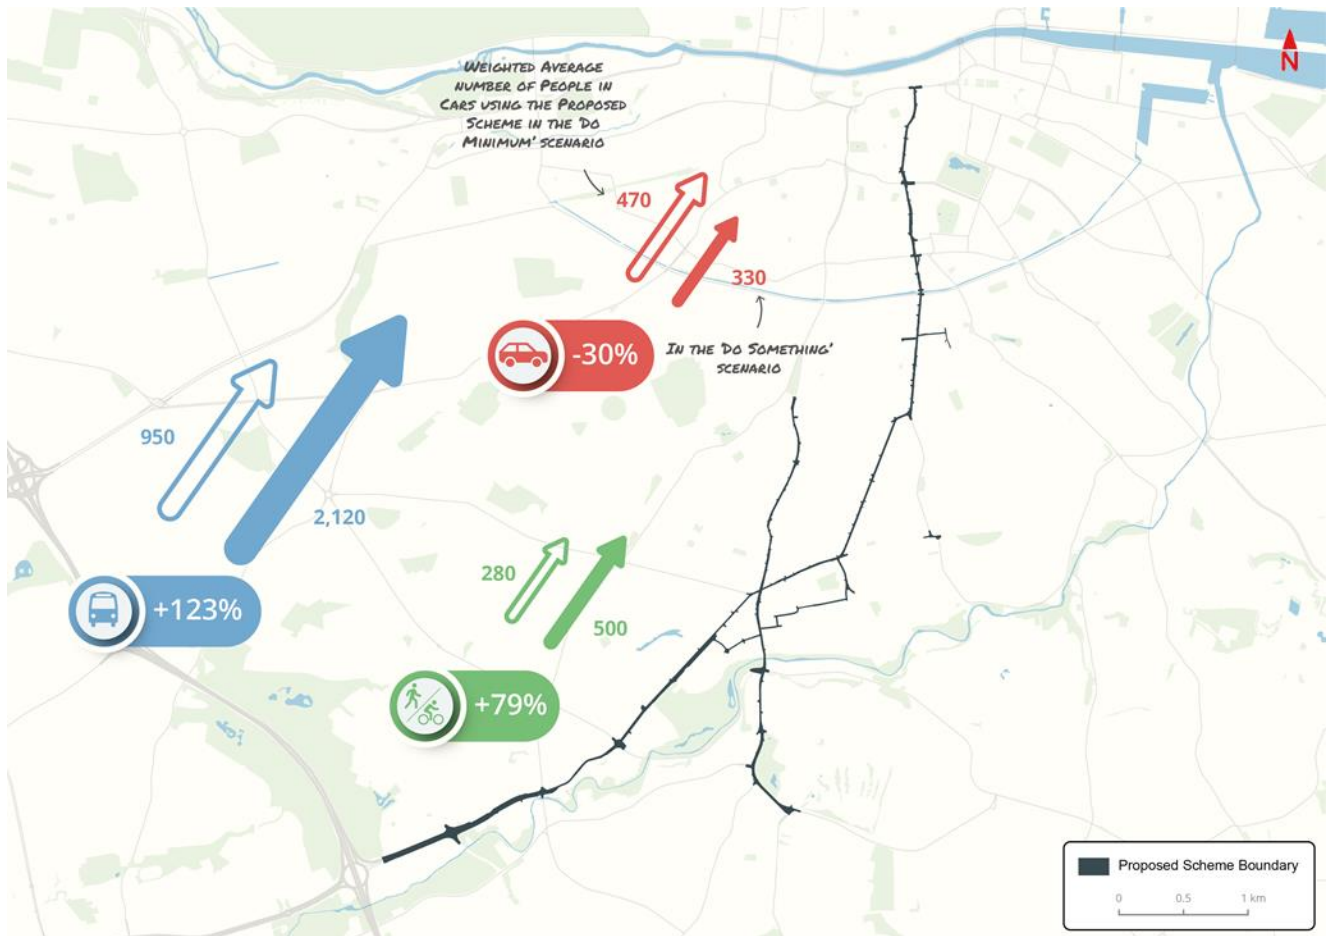 N
WEIGHTED AVERAGE
NUMBER OF PEOPLE IN
CARS USING THE PROPOSED
SCHEME IN THE 'DO
MINIMUM' SCENARIO
470
330
-30%
IN THE 'DO SOMETHING'
SCENARIO
950
2,120
+123%
280
500
+79%
Proposed Scheme Boundary
0 0.5 1 km